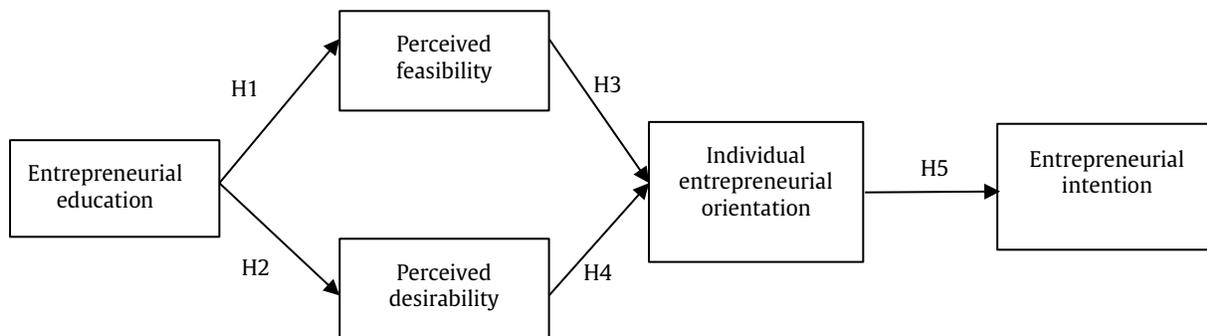 Perceived
feasibility
H1
H3
Entrepreneurial
education
Individual
entrepreneurial
orientation
H5
Entrepreneurial
intention
H2
Perceived
desirability
H4